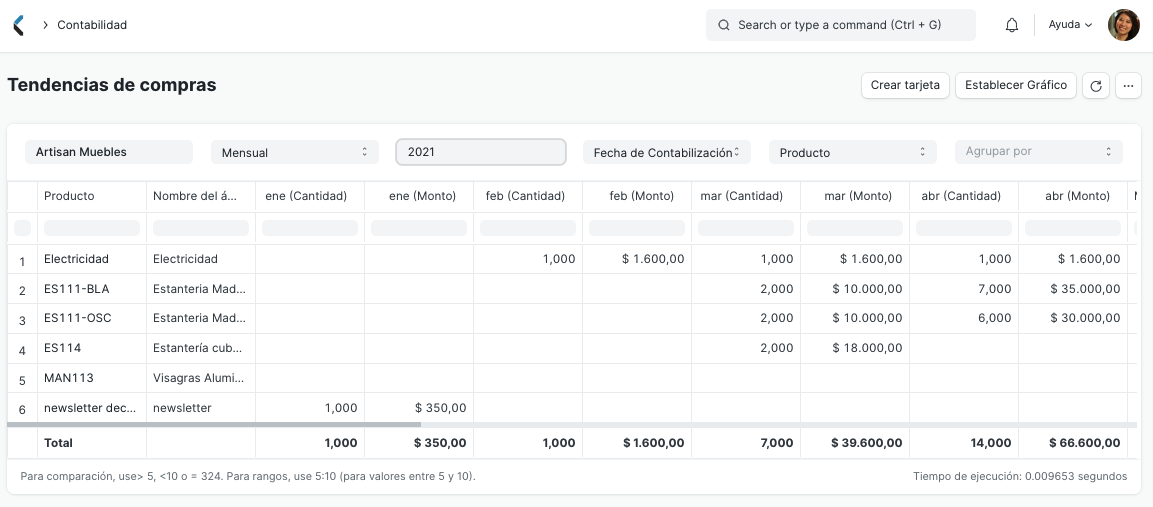 Contabilidad
Search or type a command (Ctrl + G)
Ayuda
Tendencias de compras
Crear tarjeta
Establecer Gráfico
Artisan Muebles
Mensual
2021
Fecha de Contabilización
Producto
Agrupar por
Producto Nombre del á... ene (Cantidad) ene (Monto) feb (Cantidad) feb (Monto) mar (Cantidad) mar (Monto) abr (Cantidad) abr (Monto)
1 Electricidad Electricidad 1,000 $ 1.600,00 1,000 $ 1.600,00 1,000 $ 1.600,00
2 ES111-BLA Estanteria Mad... 2,000 $ 10.000,00 7,000 $ 35.000,00
3 ES111-OSC Estanteria Mad... 2,000 $ 10.000,00 6,000 $ 30.000,00
4 ES114 Estantería cub... 2,000 $ 18.000,00
5 MAN113 Visagras Alumi...
6 newsletter dec... newsletter 1,000 $ 350,00
Total 1,000 $ 350,00 1,000 $ 1.600,00 7,000 $ 39.600,00 14,000 $ 66.600,00
Para comparación, use> 5, <10 o = 324. Para rangos, use 5:10 (para valores entre 5 y 10).
Tiempo de ejecución: 0.009653 segundos